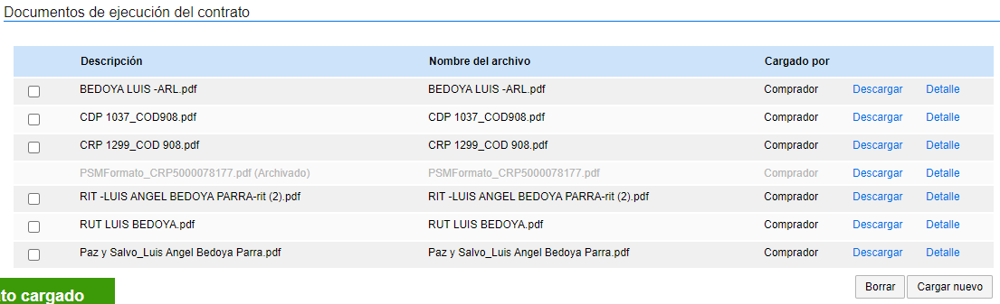 Documentos de ejecución del contrato
Descripción Nombre del archivo Cargado por
BEDOYA LUIS -ARL.pdf BEDOYA LUIS -ARL.pdf Comprador Descargar Detalle
CDP 1037_COD908.pdf CDP 1037_COD908.pdf Comprador Descargar Detalle
CRP 1299_COD 908.pdf CRP 1299_COD 908.pdf Comprador Descargar Detalle
PSMFormato_CRP5000078177.pdf (Archivado) PSMFormato_CRP5000078177.pdf Comprador Descargar Detalle
RIT -LUIS ANGEL BEDOYA PARRA-rit (2).pdf RIT -LUIS ANGEL BEDOYA PARRA-rit (2).pdf Comprador Descargar Detalle
RUT LUIS BEDOYA.pdf RUT LUIS BEDOYA.pdf Comprador Descargar Detalle
Paz y Salvo_Luis Angel Bedoya Parra.pdf Paz y Salvo_Luis Angel Bedoya Parra.pdf Comprador Descargar Detalle
Borrar Cargar nuevo
to cargado